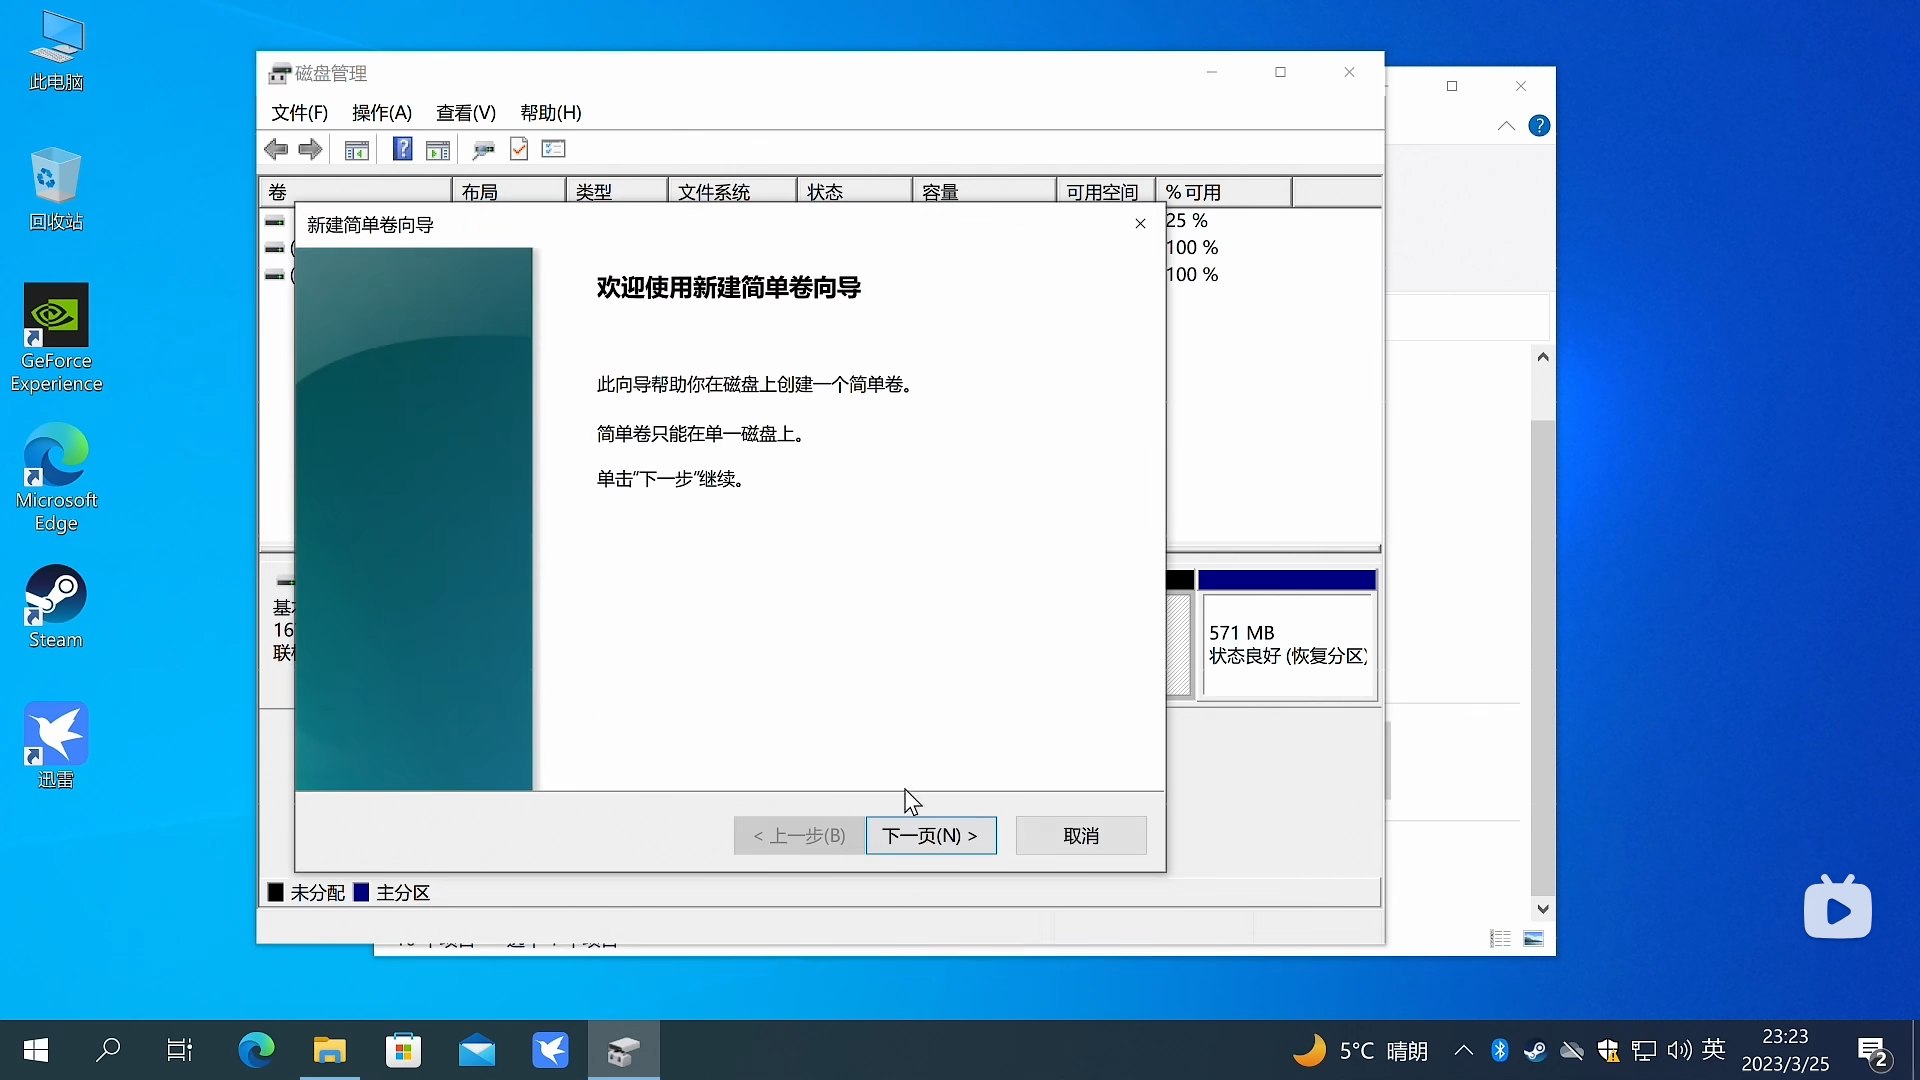 此电脑
回收站
GeForce
Experience
Microsoft
Edge
Steam
迅雷
磁盘管理
文件(F) 操作(A) 查看(V) 帮助(H)
卷 布局 类型 文件系统 状态 容量 可用空间 % 可用
25 %
100 %
100 %
新建简单卷向导
欢迎使用新建简单卷向导
此向导帮助你在磁盘上创建一个简单卷。
简单卷只能在单一磁盘上。
单击“下一步”继续。
< 上一步(B) 下一页(N) > 取消
基
16
联
571 MB
状态良好 (恢复分区)
未分配 主分区
5°C 晴朗
英
23:23
2023/3/25
2